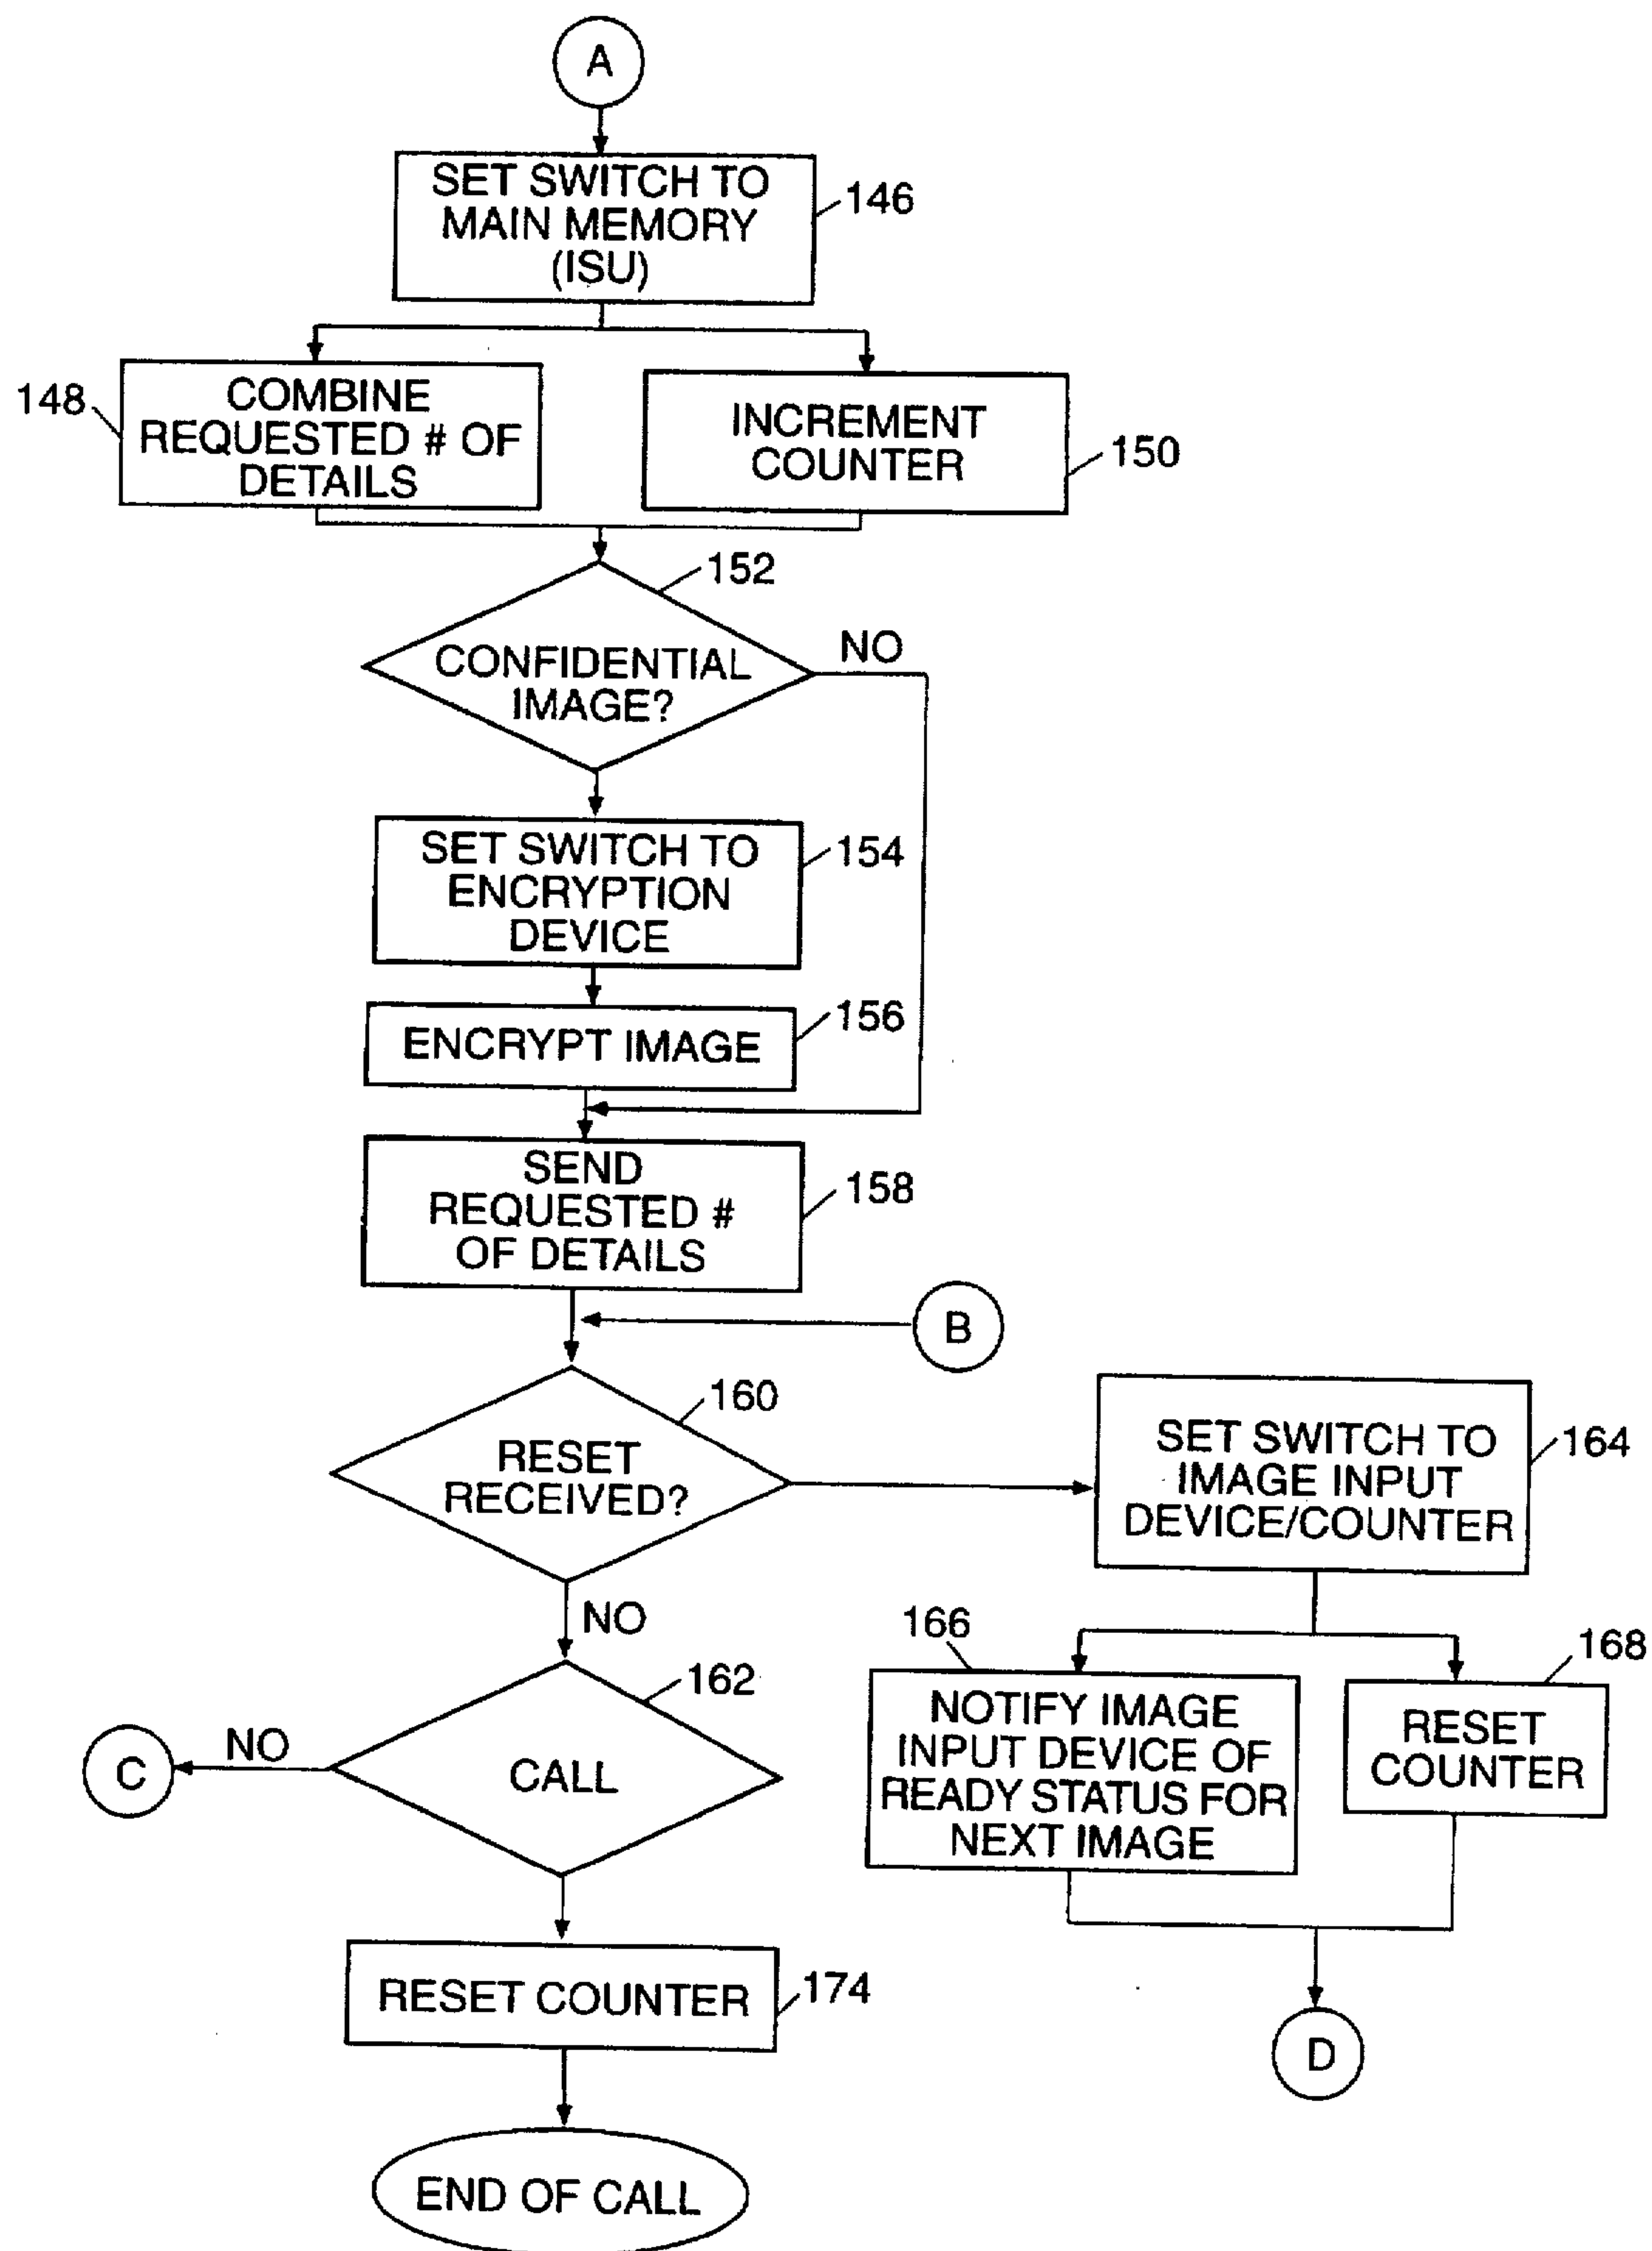 A
SET SWITCH TO
MAIN MEMORY
(ISU)
146
148
COMBINE
REQUESTED # OF
DETAILS
INCREMENT
COUNTER
150
152
CONFIDENTIAL
IMAGE?
NO
SET SWITCH TO
ENCRYPTION
DEVICE
154
ENCRYPT IMAGE
156
SEND
REQUESTED #
OF DETAILS
158
B
160
RESET
RECEIVED?
SET SWITCH TO
IMAGE INPUT
DEVICE/COUNTER
164
NO
162
CALL
NO
C
166
NOTIFY IMAGE
INPUT DEVICE OF
READY STATUS FOR
NEXT IMAGE
168
RESET
COUNTER
RESET COUNTER
174
D
END OF CALL